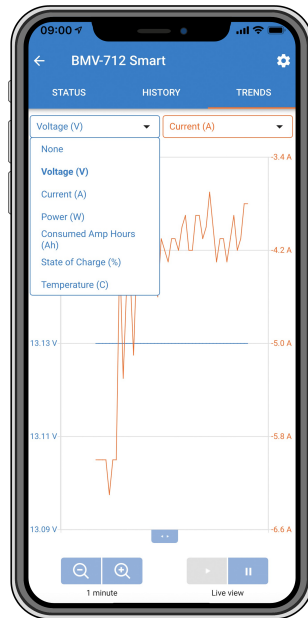 09:00
BMV-712 Smart
STATUS HISTORY TRENDS
Voltage (V) Current (A)
None
Voltage (V)
Current (A)
Power (W)
Consumed Amp Hours
(Ah)
State of Charge (%)
Temperature (C)
-3.4 A
-4.2 A
13.13 V -5.0 A
13.11 V -5.8 A
13.09 V -6.6 A
1 minute Live view